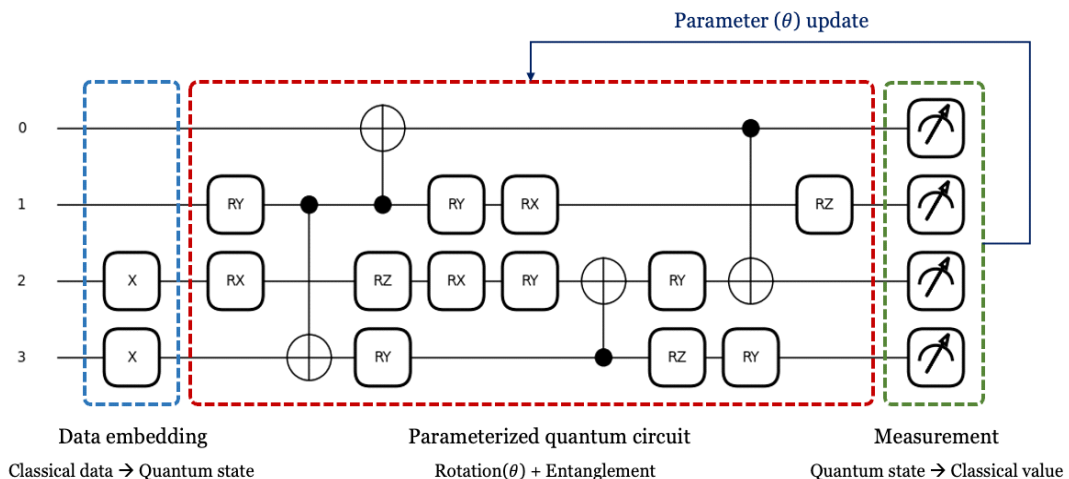 Parameter (θ) update
0
1 RY RY RX RZ
2 X RX RZ RX RY RY
3 X RY RZ RY
Data embedding Parameterized quantum circuit Measurement
Classical data → Quantum state Rotation(θ) + Entanglement Quantum state → Classical value